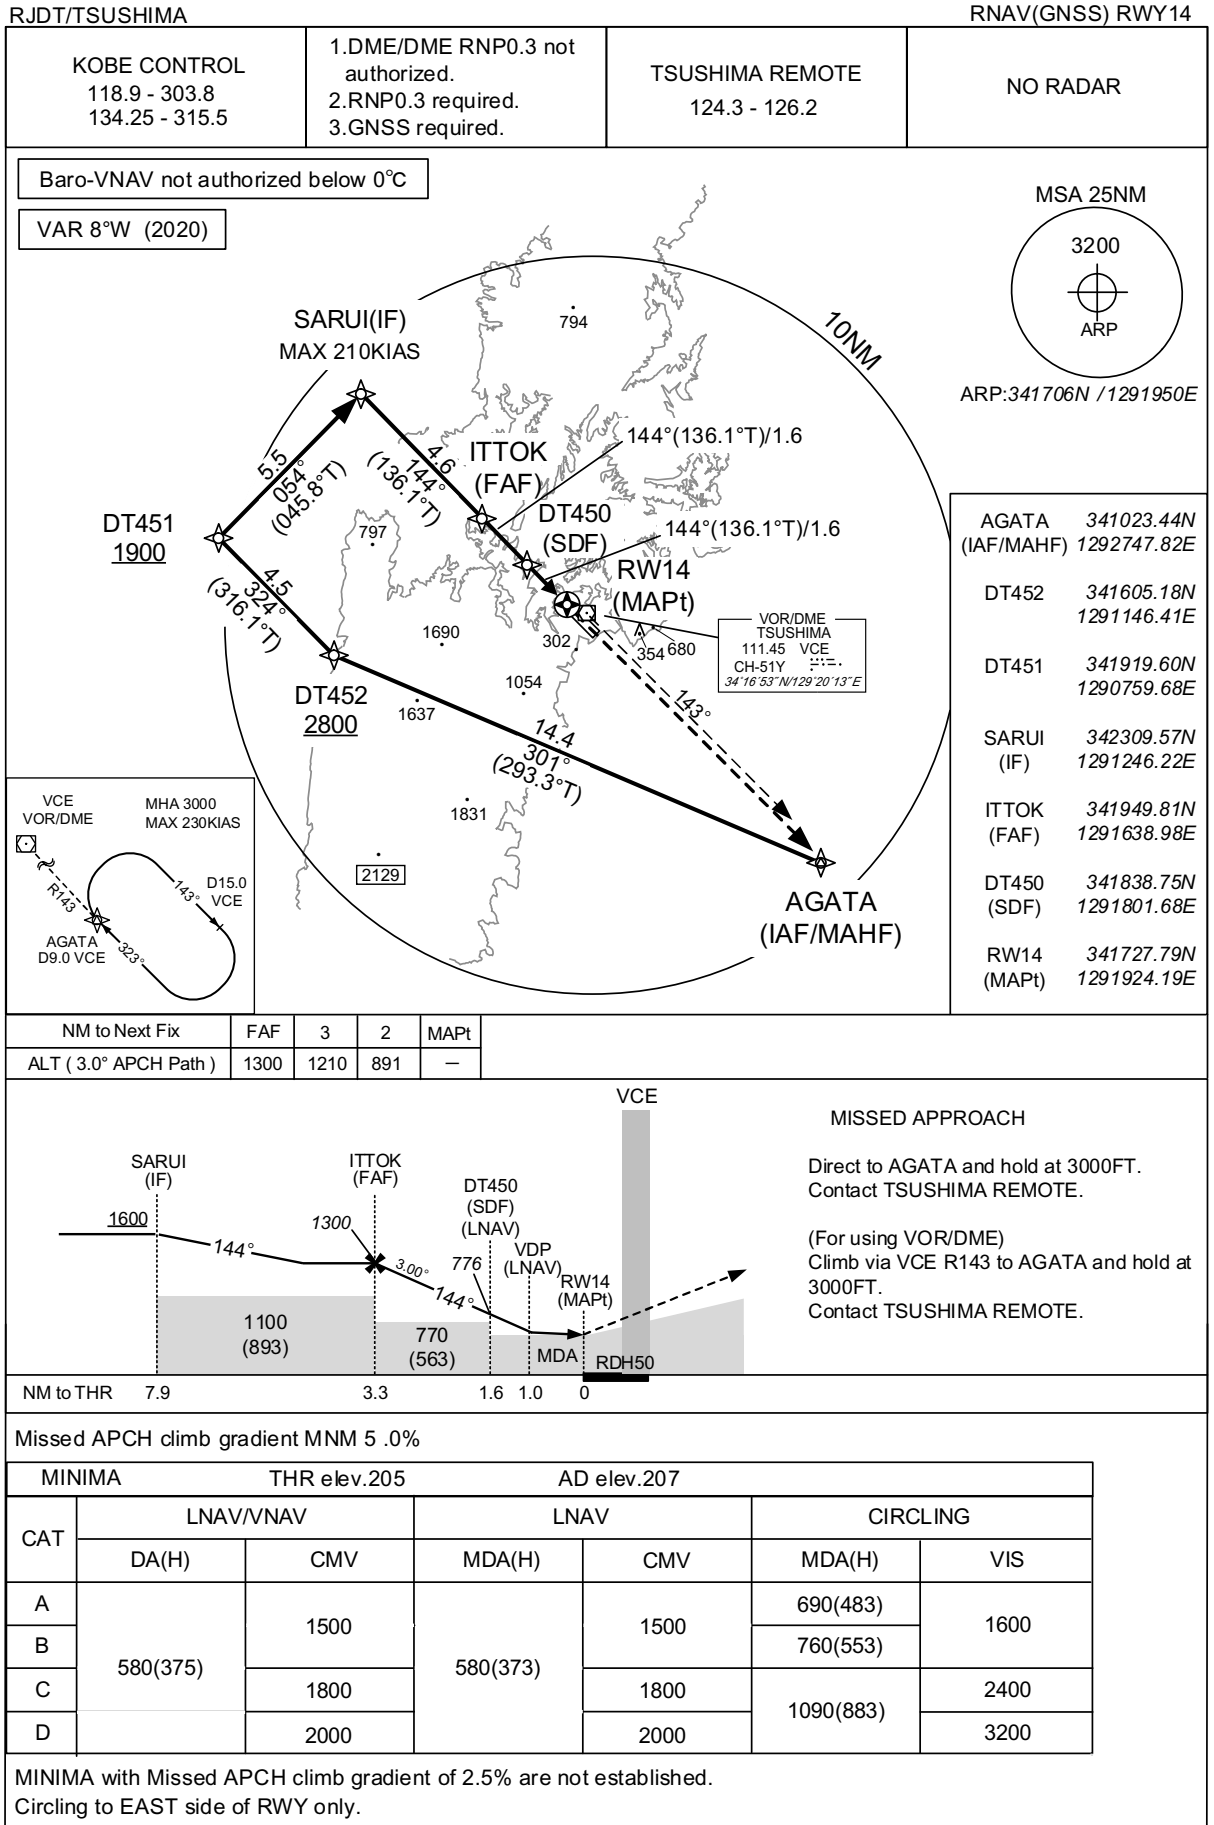 RJDT/TSUSHIMA
RNAV(GNSS) RWY14
KOBE CONTROL
118.9 - 303.8
134.25 - 315.5
1.DME/DME RNP0.3 not
authorized.
2.RNP0.3 required.
3.GNSS required.
TSUSHIMA REMOTE
124.3 - 126.2
NO RADAR
Baro-VNAV not authorized below 0°C
VAR 8°W (2020)
MSA 25NM
3200
ARP
ARP:341706N / 1291950E
10NM
794
SARUI(IF)
MAX 210KIAS
5.5
054°
(045.8°T)
4.6
144°
(136.1°T)
ITTOK
(FAF)
144°(136.1°T)/1.6
DT450
(SDF)
144°(136.1°T)/1.6
RW14
(MAPt)
DT451
1900
797
4.5
324°
(316.1°T)
1690
302
354
680
VOR/DME
TSUSHIMA
111.45 VCE
CH-51Y
34°16′53″N/129°20′13″E
DT452
2800
1637
1054
143°
14.4
301°
(293.3°T)
1831
2129
AGATA
(IAF/MAHF)
AGATA 341023.44N
(IAF/MAHF) 1292747.82E
DT452 341605.18N
1291146.41E
DT451 341919.60N
1290759.68E
SARUI 342309.57N
(IF) 1291246.22E
ITTOK 341949.81N
(FAF) 1291638.98E
DT450 341838.75N
(SDF) 1291801.68E
RW14 341727.79N
(MAPt) 1291924.19E
VCE
VOR/DME
MHA 3000
MAX 230KIAS
R143
143°
D15.0
VCE
AGATA
D9.0 VCE
323°
NM to Next Fix FAF 3 2 MAPt
ALT ( 3.0° APCH Path ) 1300 1210 891 —
VCE
SARUI
(IF)
ITTOK
(FAF)
DT450
(SDF)
(LNAV)
VDP
(LNAV)
RW14
(MAPt)
1600
144°
1300
3.00°
144°
776
1100
(893)
770
(563)
MDA
RDH50
NM to THR 7.9 3.3 1.6 1.0 0
MISSED APPROACH
Direct to AGATA and hold at 3000FT.
Contact TSUSHIMA REMOTE.
(For using VOR/DME)
Climb via VCE R143 to AGATA and hold at
3000FT.
Contact TSUSHIMA REMOTE.
Missed APCH climb gradient MNM 5 .0%
MINIMA THR elev.205 AD elev.207
CAT LNAV/VNAV LNAV CIRCLING
DA(H) CMV MDA(H) CMV MDA(H) VIS
A 580(375) 1500 580(373) 1500 690(483) 1600
B 760(553)
C 1800 1800 1090(883) 2400
D 2000 2000 3200
MINIMA with Missed APCH climb gradient of 2.5% are not established.
Circling to EAST side of RWY only.